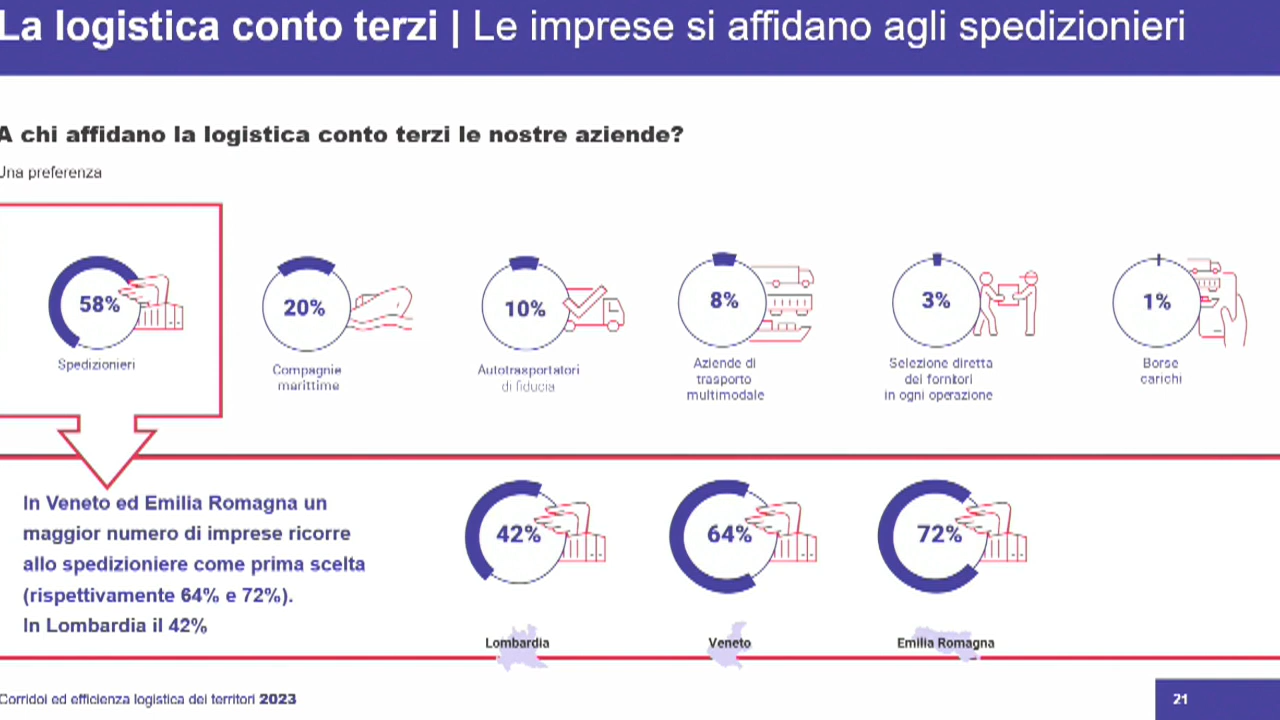 La logistica conto terzi | Le imprese si affidano agli spedizionieri
A chi affidano la logistica conto terzi le nostre aziende?
Una preferenza
58%
Spedizionieri
20%
Compagnie
marittime
10%
Autotrasportatori
di fiducia
8%
Aziende di
trasporto
multimodale
3%
Selezione diretta
dei fornitori
in ogni operazione
1%
Borse
carichi
In Veneto ed Emilia Romagna un
maggior numero di imprese ricorre
allo spedizioniere come prima scelta
(rispettivamente 64% e 72%).
In Lombardia il 42%
42%
Lombardia
64%
Veneto
72%
Emilia Romagna
Corridoi ed efficienza logistica dei territori 2023
21